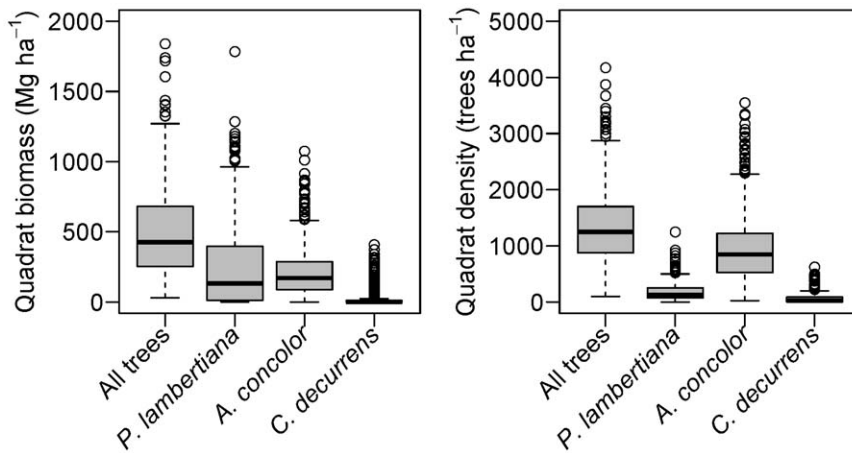 Quadrat biomass (Mg ha⁻¹)
2000
1500
1000
500
0
All trees
P. lambertiana
A. concolor
C. decurrens
Quadrat density (trees ha⁻¹)
5000
4000
3000
2000
1000
0
All trees
P. lambertiana
A. concolor
C. decurrens